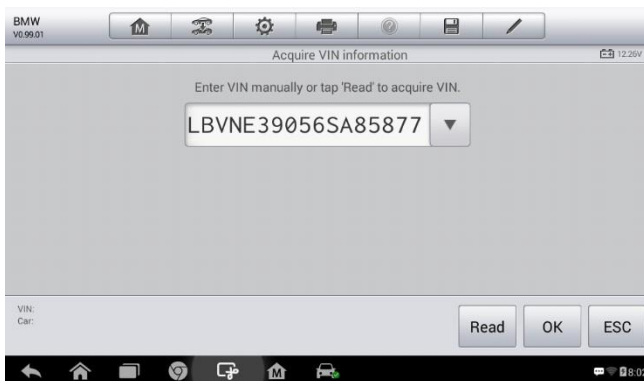 BMW
V0.99.01
Acquire VIN information
12.26V
Enter VIN manually or tap 'Read' to acquire VIN.
LBVNE39056SA85877
VIN:
Car:
Read
OK
ESC